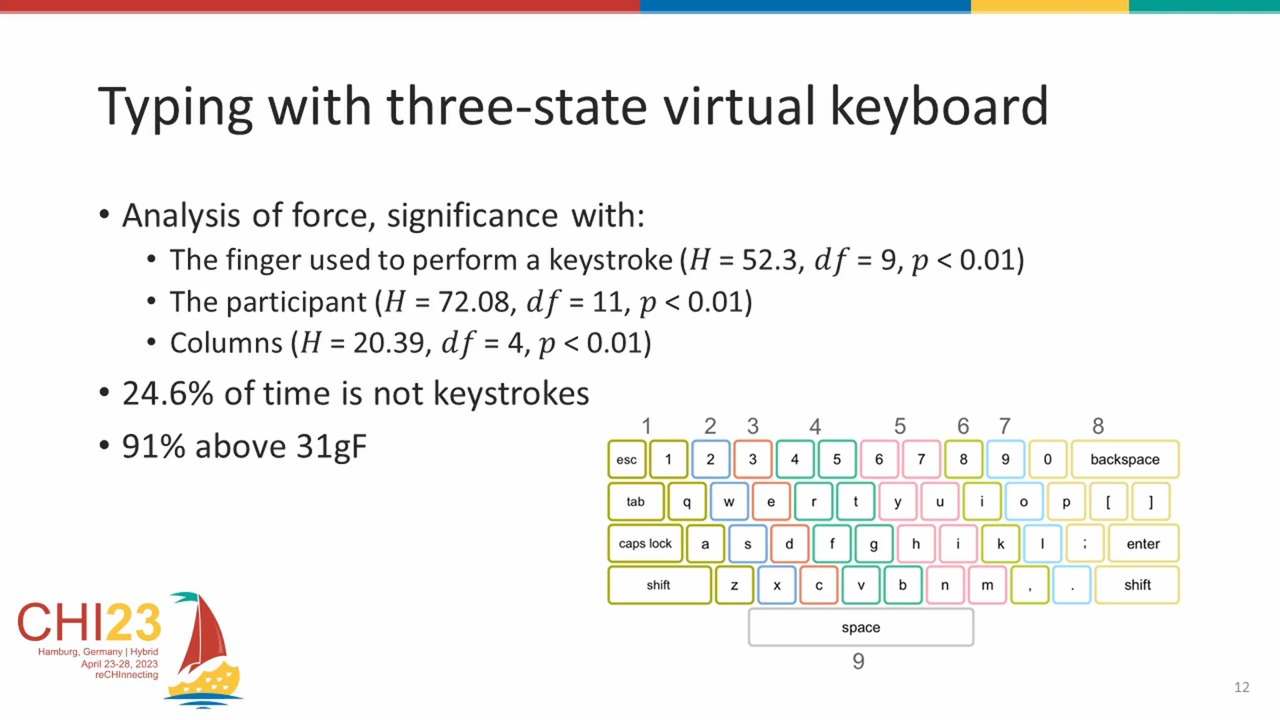 Typing with three-state virtual keyboard
• Analysis of force, significance with:
• The finger used to perform a keystroke (H = 52.3, df = 9, p < 0.01)
• The participant (H = 72.08, df = 11, p < 0.01)
• Columns (H = 20.39, df = 4, p < 0.01)
• 24.6% of time is not keystrokes
• 91% above 31gF
1 2 3 4 5 6 7 8
esc 1 2 3 4 5 6 7 8 9 0 backspace
tab q w e r t y u i o p [ ]
caps lock a s d f g h i k l ; enter
shift z x c v b n m , . shift
space
9
CHI23
Hamburg, Germany | Hybrid
April 23-28, 2023
reCHInnecting
12